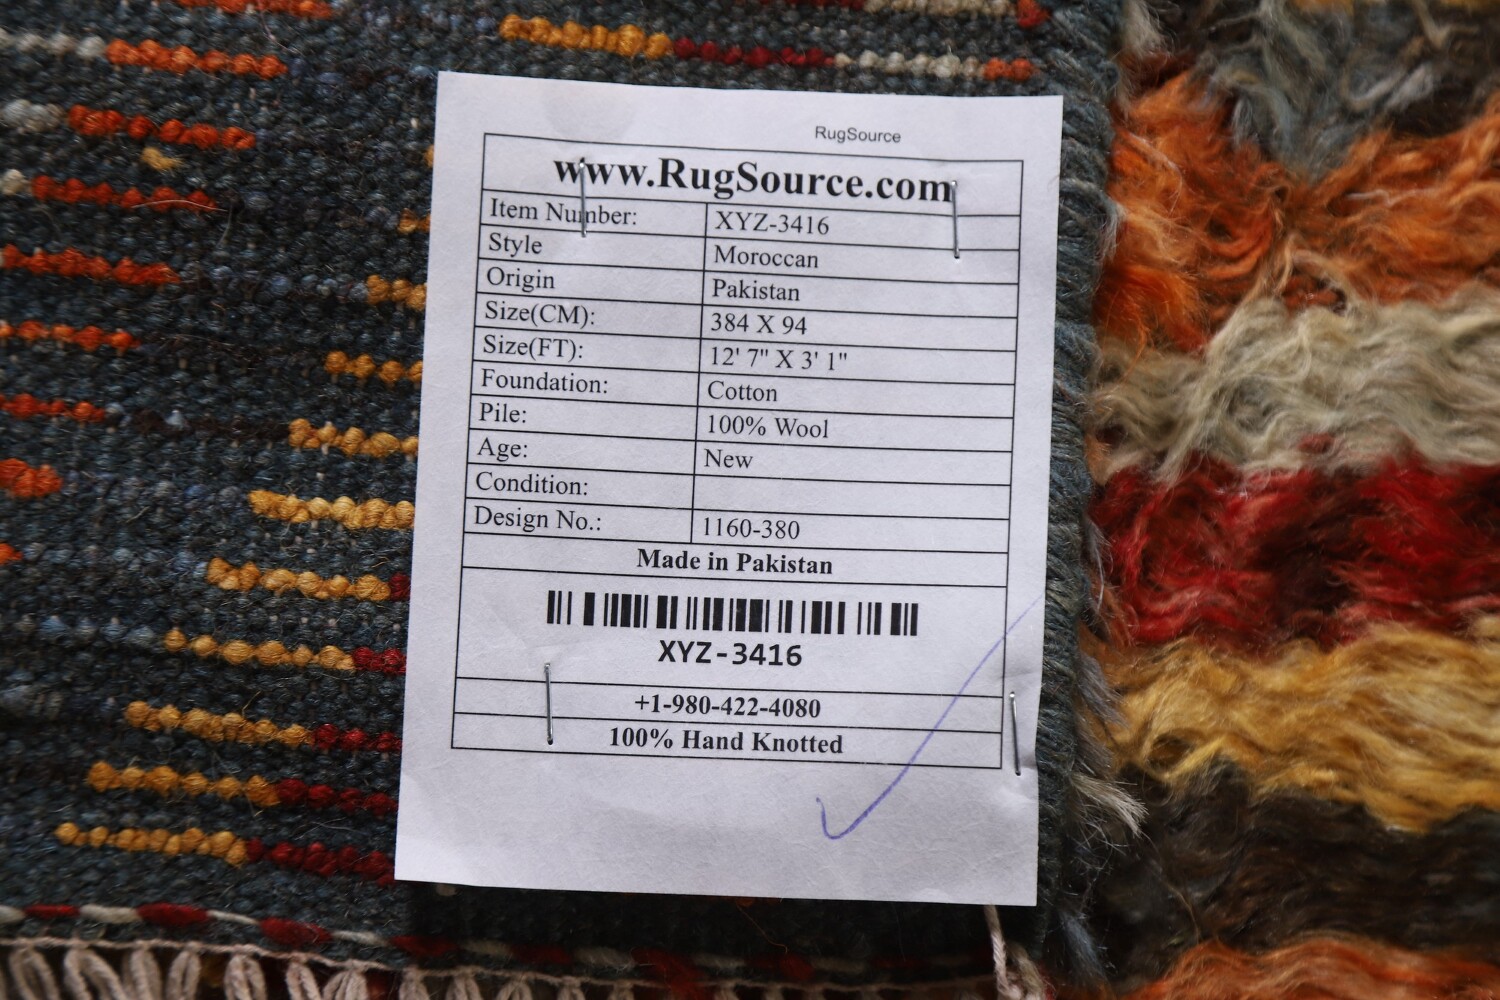 RugSource
www.RugSource.com
Item Number: XYZ-3416
Style Moroccan
Origin Pakistan
Size(CM): 384 X 94
Size(FT): 12' 7" X 3' 1"
Foundation: Cotton
Pile: 100% Wool
Age: New
Condition:
Design No.: 1160-380
Made in Pakistan
XYZ-3416
+1-980-422-4080
100% Hand Knotted